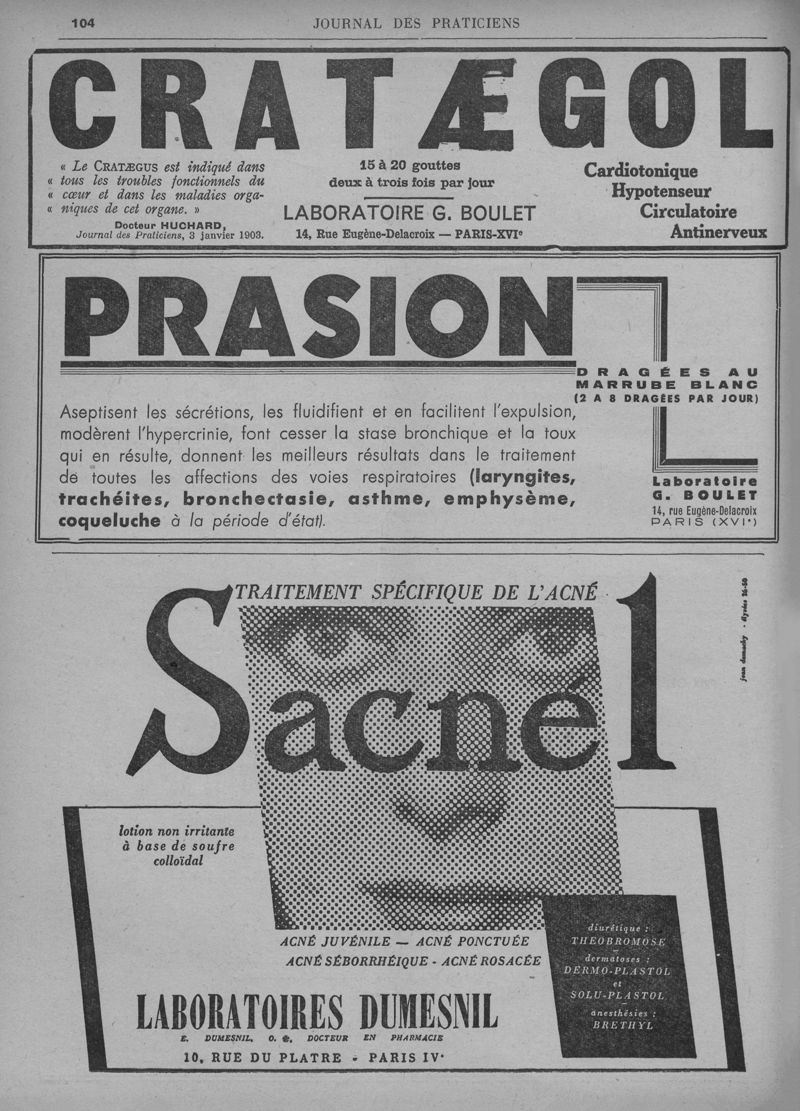 104
JOURNAL DES PRATICIENS
CRATÆGOL
« Le CRATÆGUS est indiqué dans
« tous les troubles fonctionnels du
« cœur et dans les maladies orga-
« niques de cet organe. »
Docteur HUCHARD,
Journal des Praticiens, 3 janvier 1903.
15 à 20 gouttes
deux à trois fois par jour
LABORATOIRE G. BOULET
14, Rue Eugène-Delacroix — PARIS-XVIe
Cardiotonique
Hypotenseur
Circulatoire
Antinerveux
PRASION
DRAGÉES AU
MARRUBE BLANC
(2 A 8 DRAGÉES PAR JOUR)
Aseptisent les sécrétions, les fluidifient et en facilitent l'expulsion,
modèrent l'hypercrinie, font cesser la stase bronchique et la toux
qui en résulte, donnent les meilleurs résultats dans le traitement
de toutes les affections des voies respiratoires (laryngites,
trachéites, bronchectasie, asthme, emphysème,
coqueluche à la période d'état).
Laboratoire
G. BOULET
14, rue Eugène-Delacroix
PARIS (XVIe)
TRAITEMENT SPÉCIFIQUE DE L'ACNÉ
Sacnél
jean demachy - Élysées 26-50
lotion non irritante
à base de soufre
colloïdal
ACNÉ JUVÉNILE — ACNÉ PONCTUÉE
ACNÉ SÉBORRHÉIQUE - ACNÉ ROSACÉE
diurétique :
THEOBROMOSE
dermatoses :
DERMO-PLASTOL
et
SOLU-PLASTOL
anesthésies :
BRETHYL
LABORATOIRES DUMESNIL
E. DUMESNIL, O. ✻, DOCTEUR EN PHARMACIE
10, RUE DU PLATRE - PARIS IVe